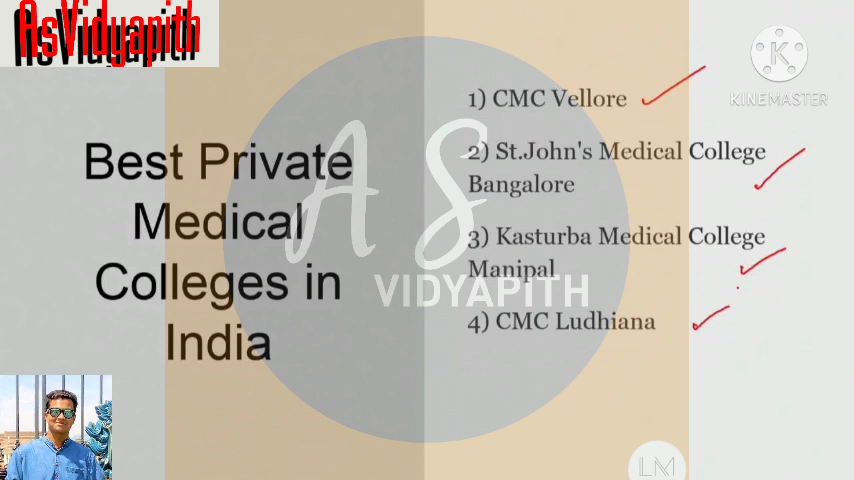 AsVidyapith
KINEMASTER
Best Private
Medical
Colleges in
India
1) CMC Vellore
2) St.John's Medical College
Bangalore
3) Kasturba Medical College
Manipal
4) CMC Ludhiana
AS
VIDYAPITH
LM